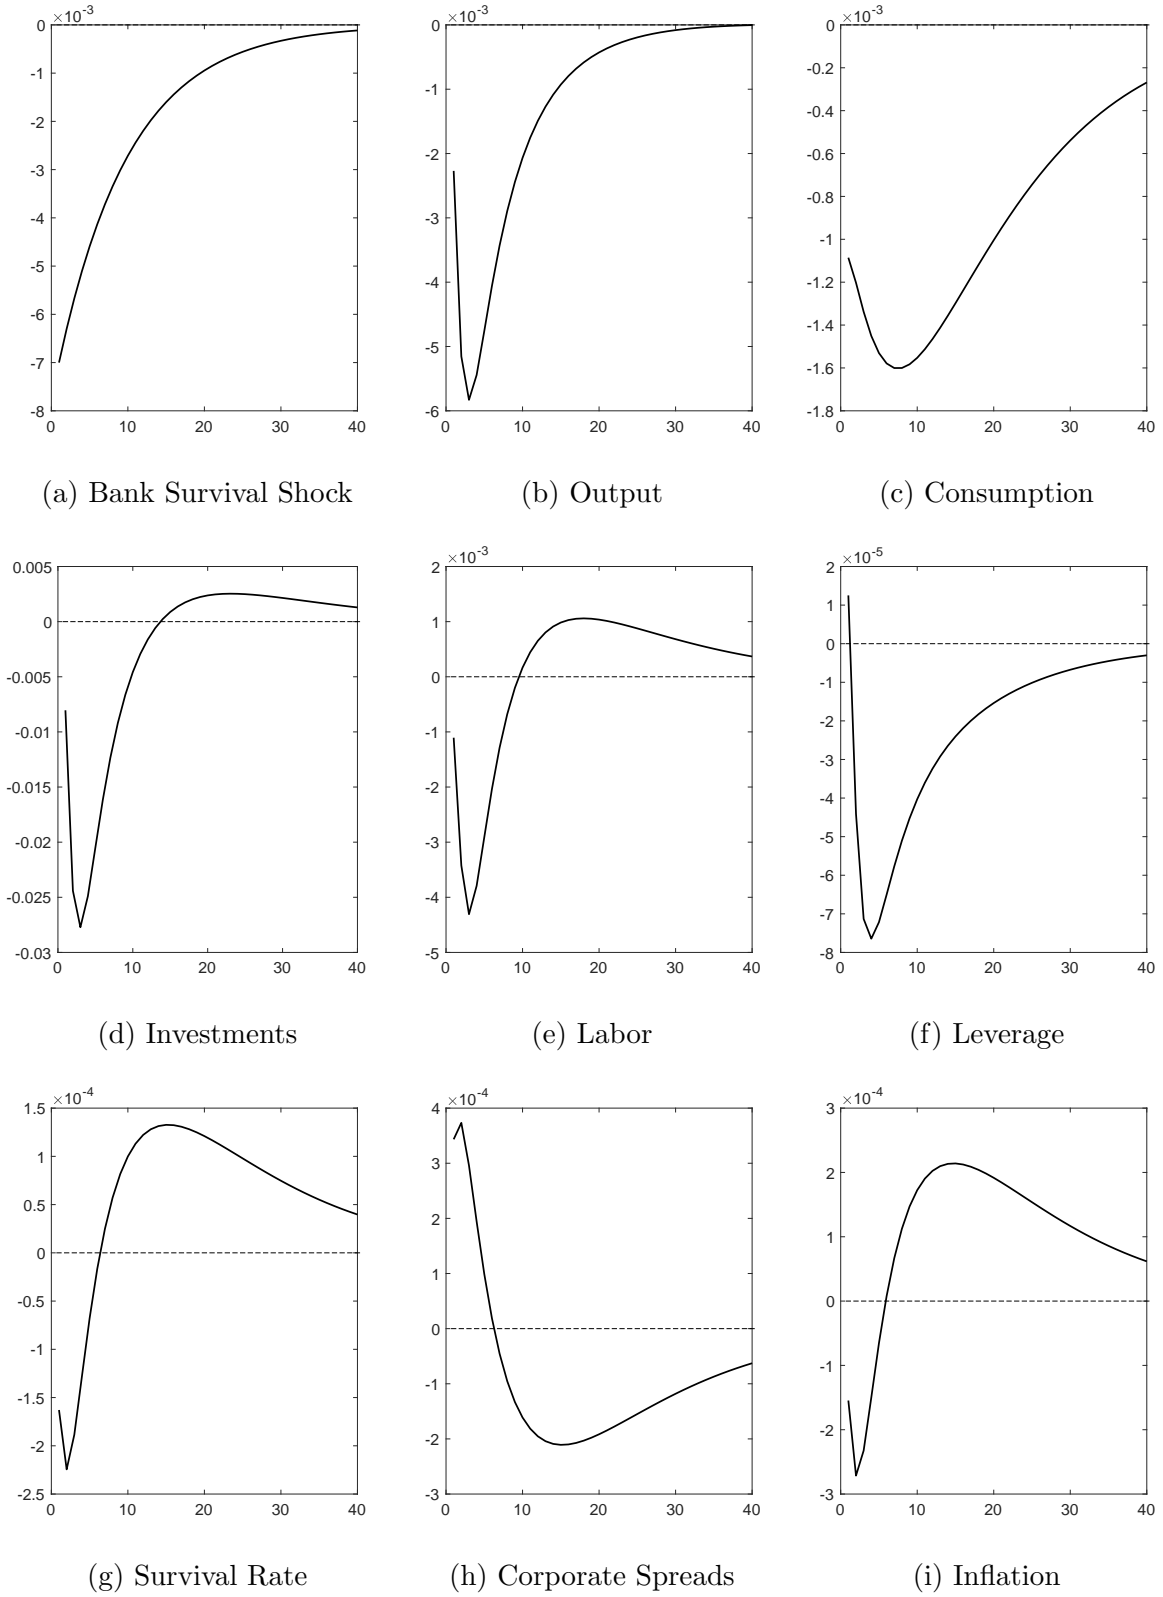 ×10-3 ×10-3 ×10-3
0 0 0
-1 -1 -0.2
-2 -2 -0.4
-3 -3 -0.6
-4 -4 -0.8
-5 -5 -1
-6 -6 -1.2
-7 -1.4
-8 -1.6
-1.8
0 10 20 30 40 0 10 20 30 40 0 10 20 30 40
(a) Bank Survival Shock (b) Output (c) Consumption
×10-3 ×10-5
0.005 2 2
0 1 1
-0.005 0 0
-0.01 -1 -1
-0.015 -2 -2
-0.02 -3 -3
-0.025 -4 -4
-0.03 -5 -5
-6
-7
-8
0 10 20 30 40 0 10 20 30 40 0 10 20 30 40
(d) Investments (e) Labor (f) Leverage
×10-4 ×10-4 ×10-4
1.5 4 3
1 3 2
0.5 2 1
0 1 0
-0.5 0 -1
-1 -1 -2
-1.5 -2 -3
-2 -3
-2.5
0 10 20 30 40 0 10 20 30 40 0 10 20 30 40
(g) Survival Rate (h) Corporate Spreads (i) Inflation